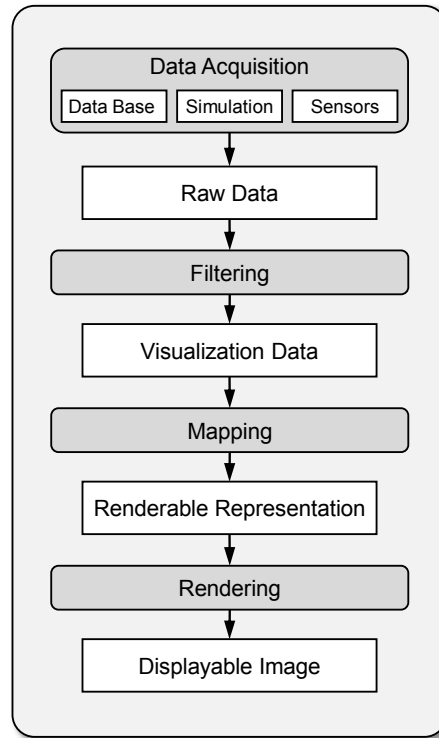 Data Acquisition
Data Base Simulation Sensors
Raw Data
Filtering
Visualization Data
Mapping
Renderable Representation
Rendering
Displayable Image